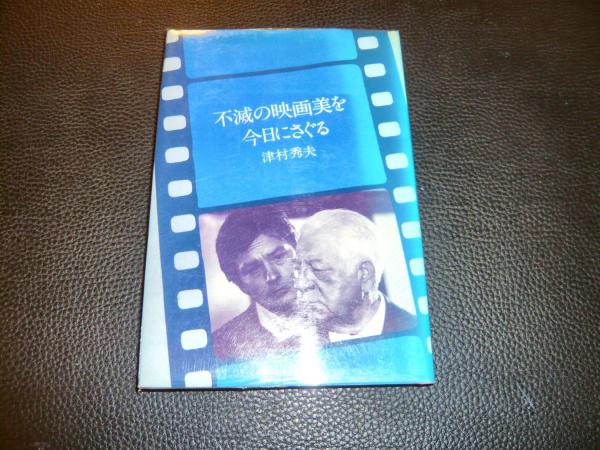 不滅の映画美を
今日にさぐる
津村秀夫